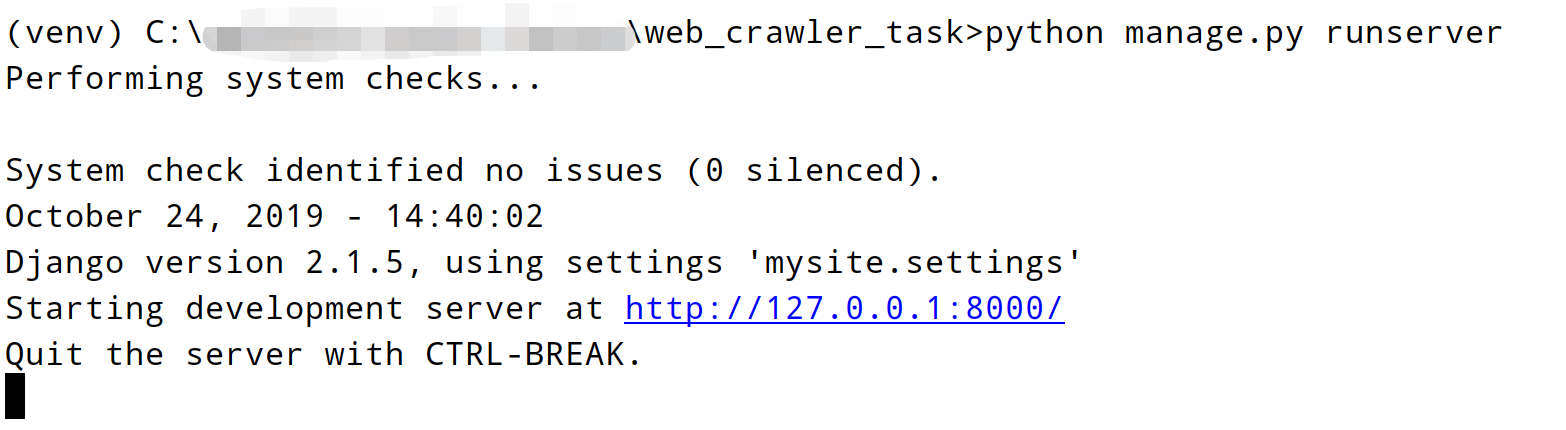 (venv) C:\ \web_crawler_task>python manage.py runserver
Performing system checks...
System check identified no issues (0 silenced).
October 24, 2019 - 14:40:02
Django version 2.1.5, using settings 'mysite.settings'
Starting development server at http://127.0.0.1:8000/
Quit the server with CTRL-BREAK.